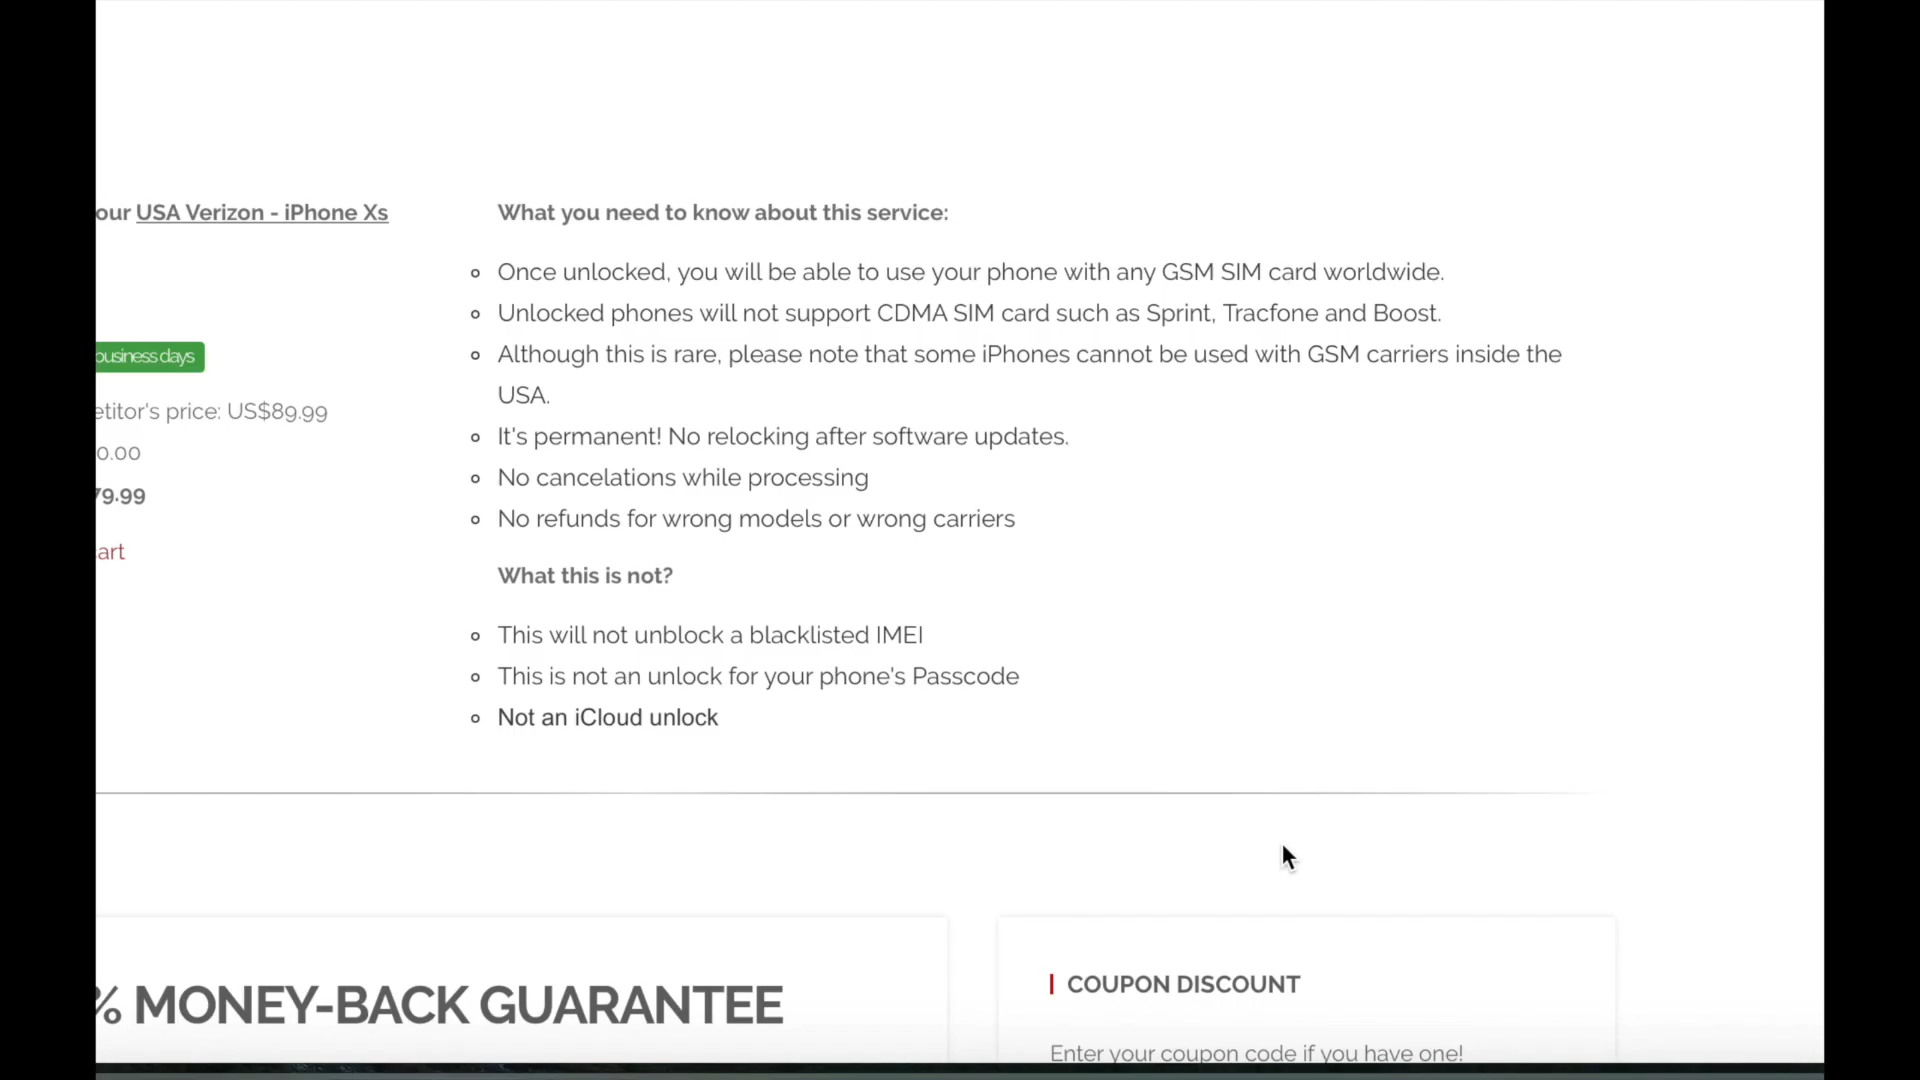 our USA Verizon - iPhone Xs
business days
etitor's price: US$89.99
0.00
79.99
cart
What you need to know about this service:
Once unlocked, you will be able to use your phone with any GSM SIM card worldwide.
Unlocked phones will not support CDMA SIM card such as Sprint, Tracfone and Boost.
Although this is rare, please note that some iPhones cannot be used with GSM carriers inside the
USA.
It's permanent! No relocking after software updates.
No cancelations while processing
No refunds for wrong models or wrong carriers
What this is not?
This will not unblock a blacklisted IMEI
This is not an unlock for your phone's Passcode
Not an iCloud unlock
% MONEY-BACK GUARANTEE
COUPON DISCOUNT
Enter your coupon code if you have one!